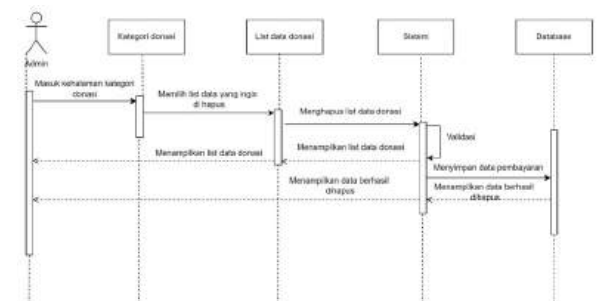 Kategori donasi
List data donasi
Sistem
Database
Admin
Masuk kehalaman kategori
donasi
Memilih list data yang ingin
di hapus
Menghapus list data donasi
Validasi
Menampilkan list data donasi
Menampilkan list data donasi
Menyimpan data pembayaran
Menampilkan data berhasil
dihapus
Menampilkan data berhasil
dihapus